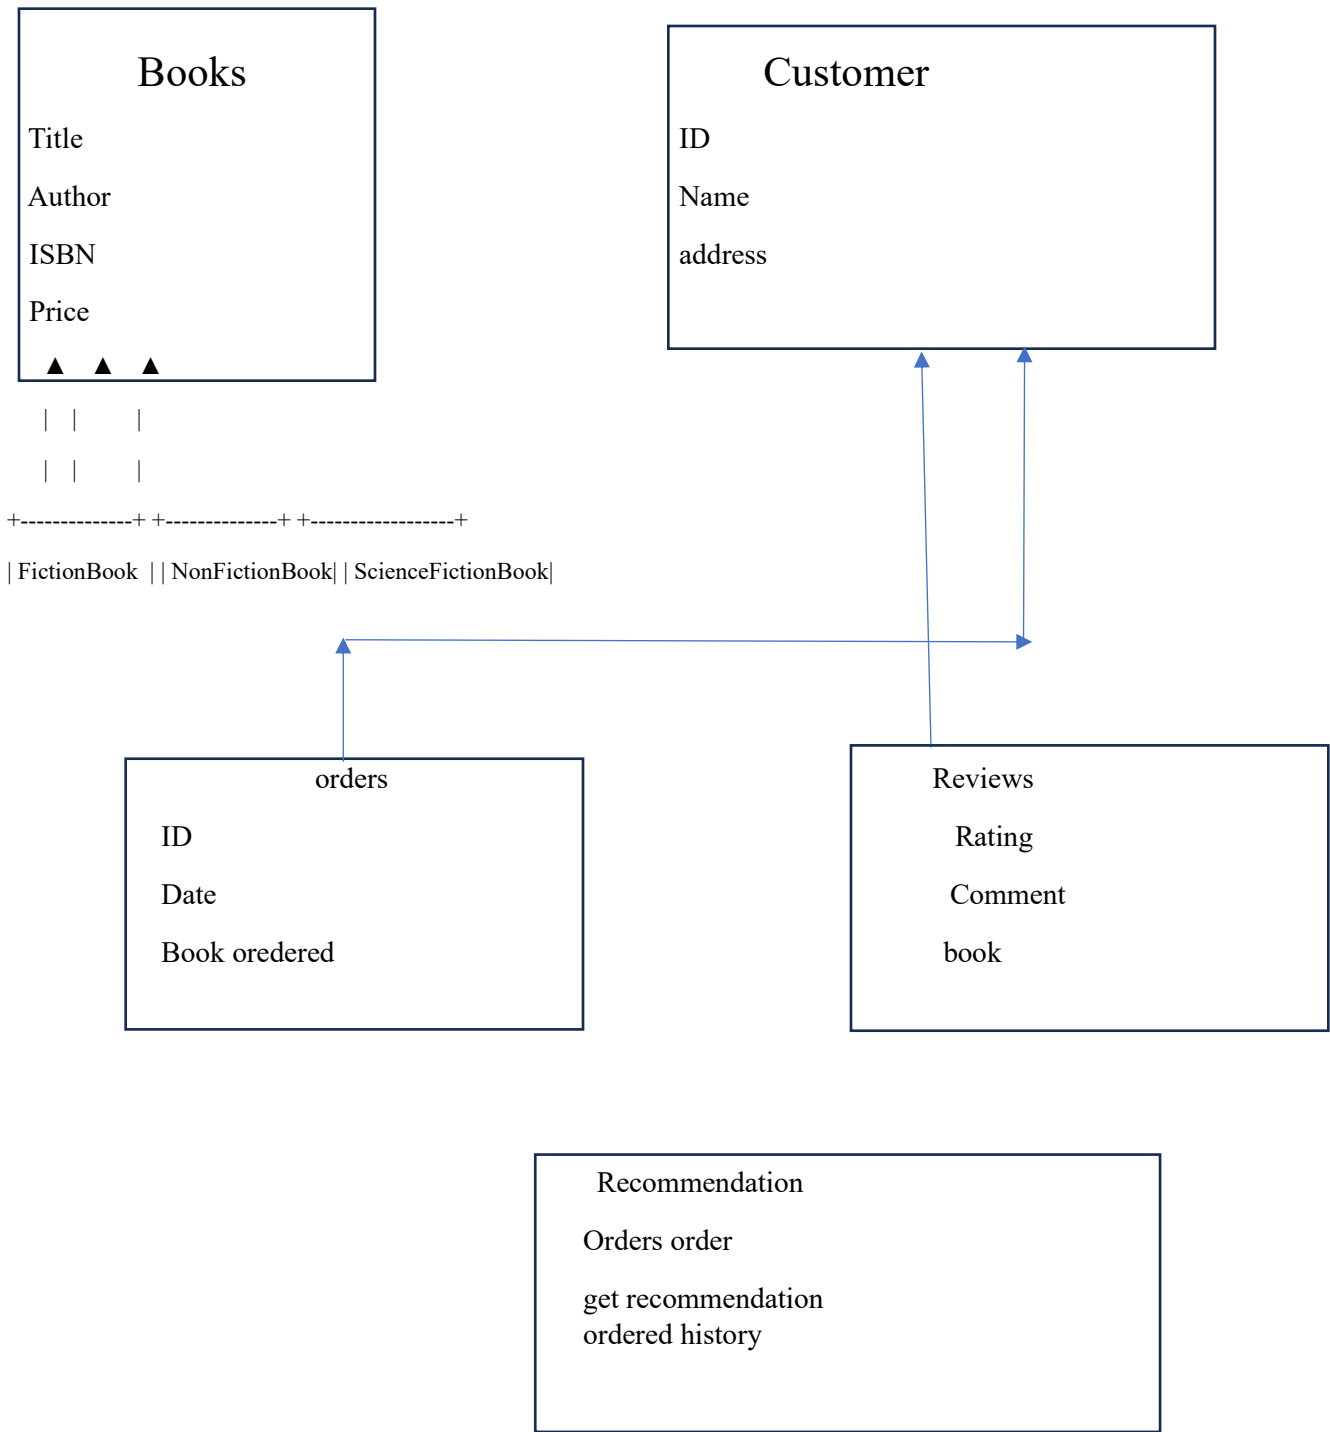 Books
Title
Author
ISBN
Price
▲ ▲ ▲
| | |
| | |
+--------------+ +--------------+ +------------------+
| FictionBook | | NonFictionBook| | ScienceFictionBook|
Customer
ID
Name
address
orders
ID
Date
Book oredered
Reviews
Rating
Comment
book
Recommendation
Orders order
get recommendation
ordered history